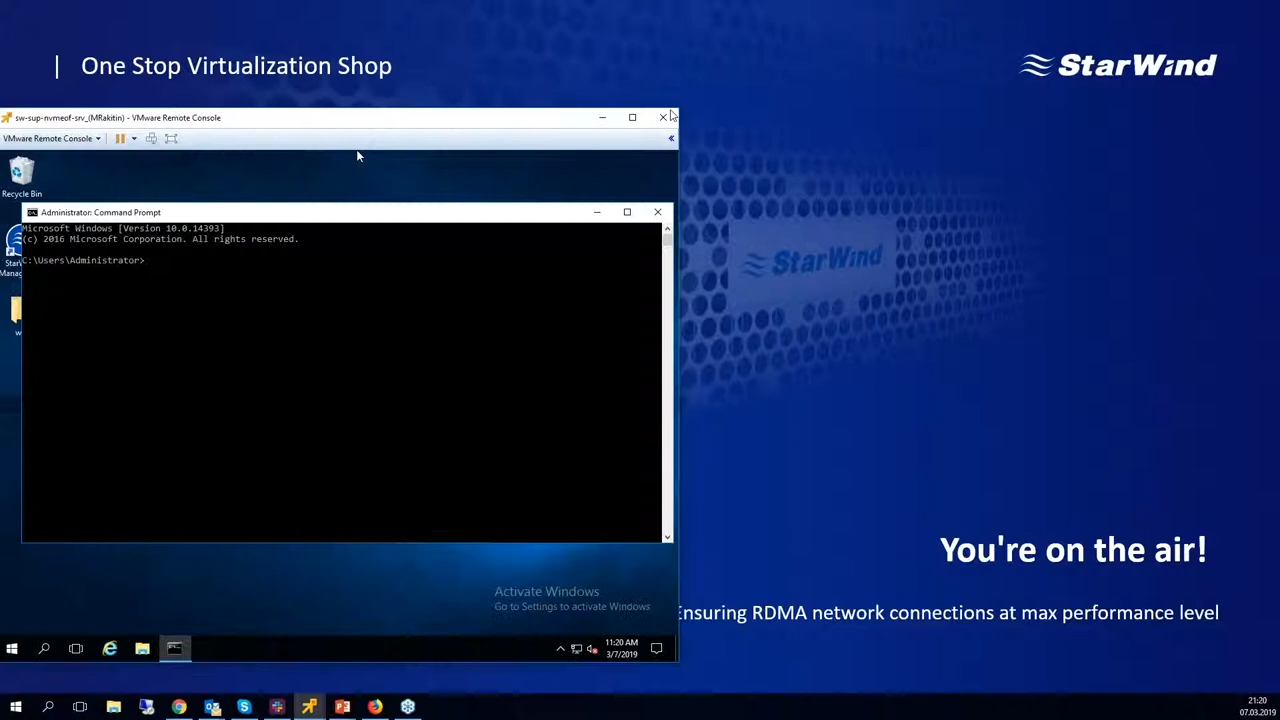 | One Stop Virtualization Shop
StarWind
sw-sup-nvmeof-srv_(MRakitin) - VMware Remote Console
VMware Remote Console
Recycle Bin
Administrator: Command Prompt
Microsoft Windows [Version 10.0.14393]
(c) 2016 Microsoft Corporation. All rights reserved.
C:\Users\Administrator>
StarWind
You're on the air!
Activate Windows
Go to Settings to activate Windows
Ensuring RDMA network connections at max performance level
11:20 AM
3/7/2019
21:20
07.03.2019